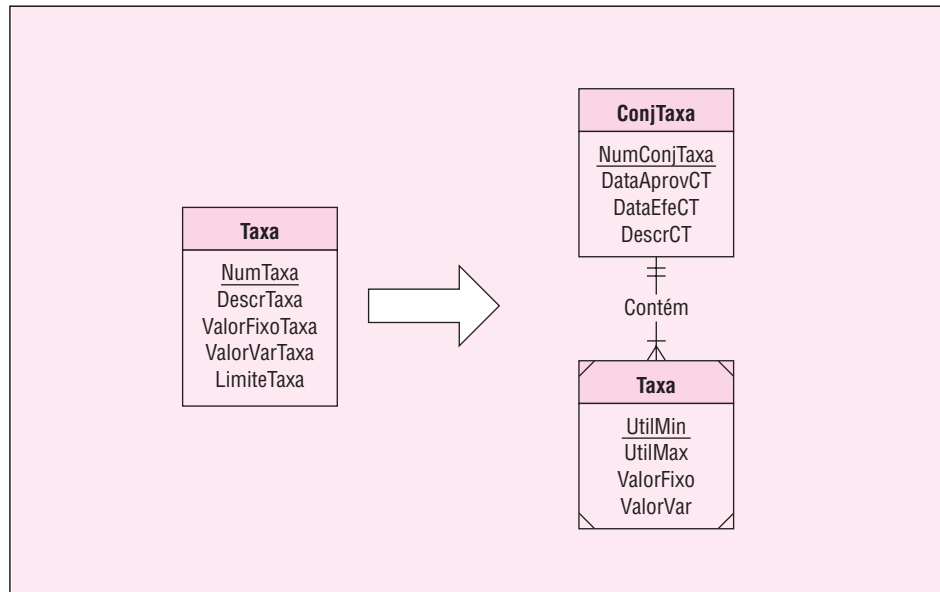 Taxa
NumTaxa
DescrTaxa
ValorFixoTaxa
ValorVarTaxa
LimiteTaxa
ConjTaxa
NumConjTaxa
DataAprovCT
DataEfeCT
DescrCT
Contém
Taxa
UtilMin
UtilMax
ValorFixo
ValorVar